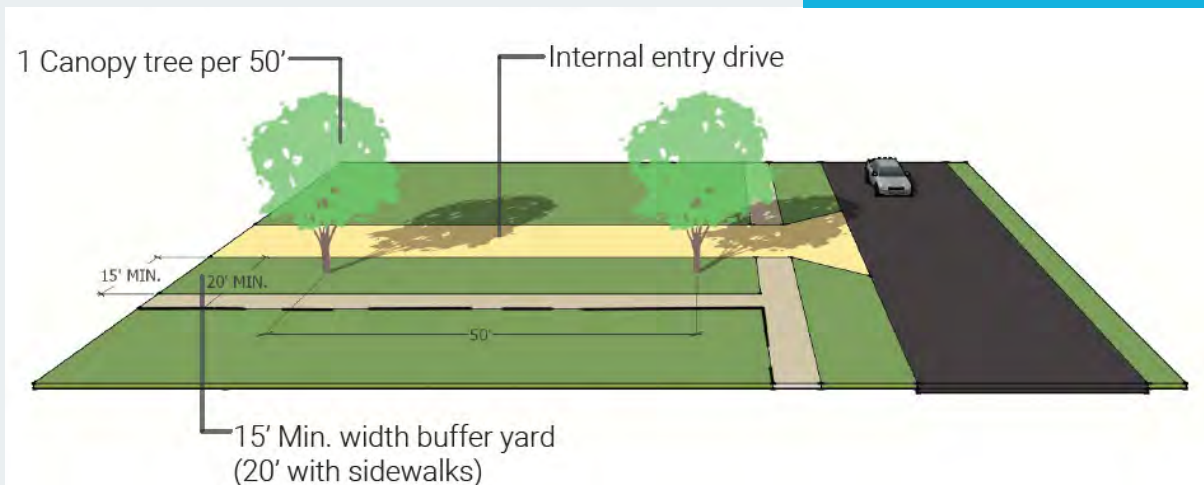 1 Canopy tree per 50’
Internal entry drive
15' MIN.
20' MIN.
50'
15’ Min. width buffer yard
(20’ with sidewalks)